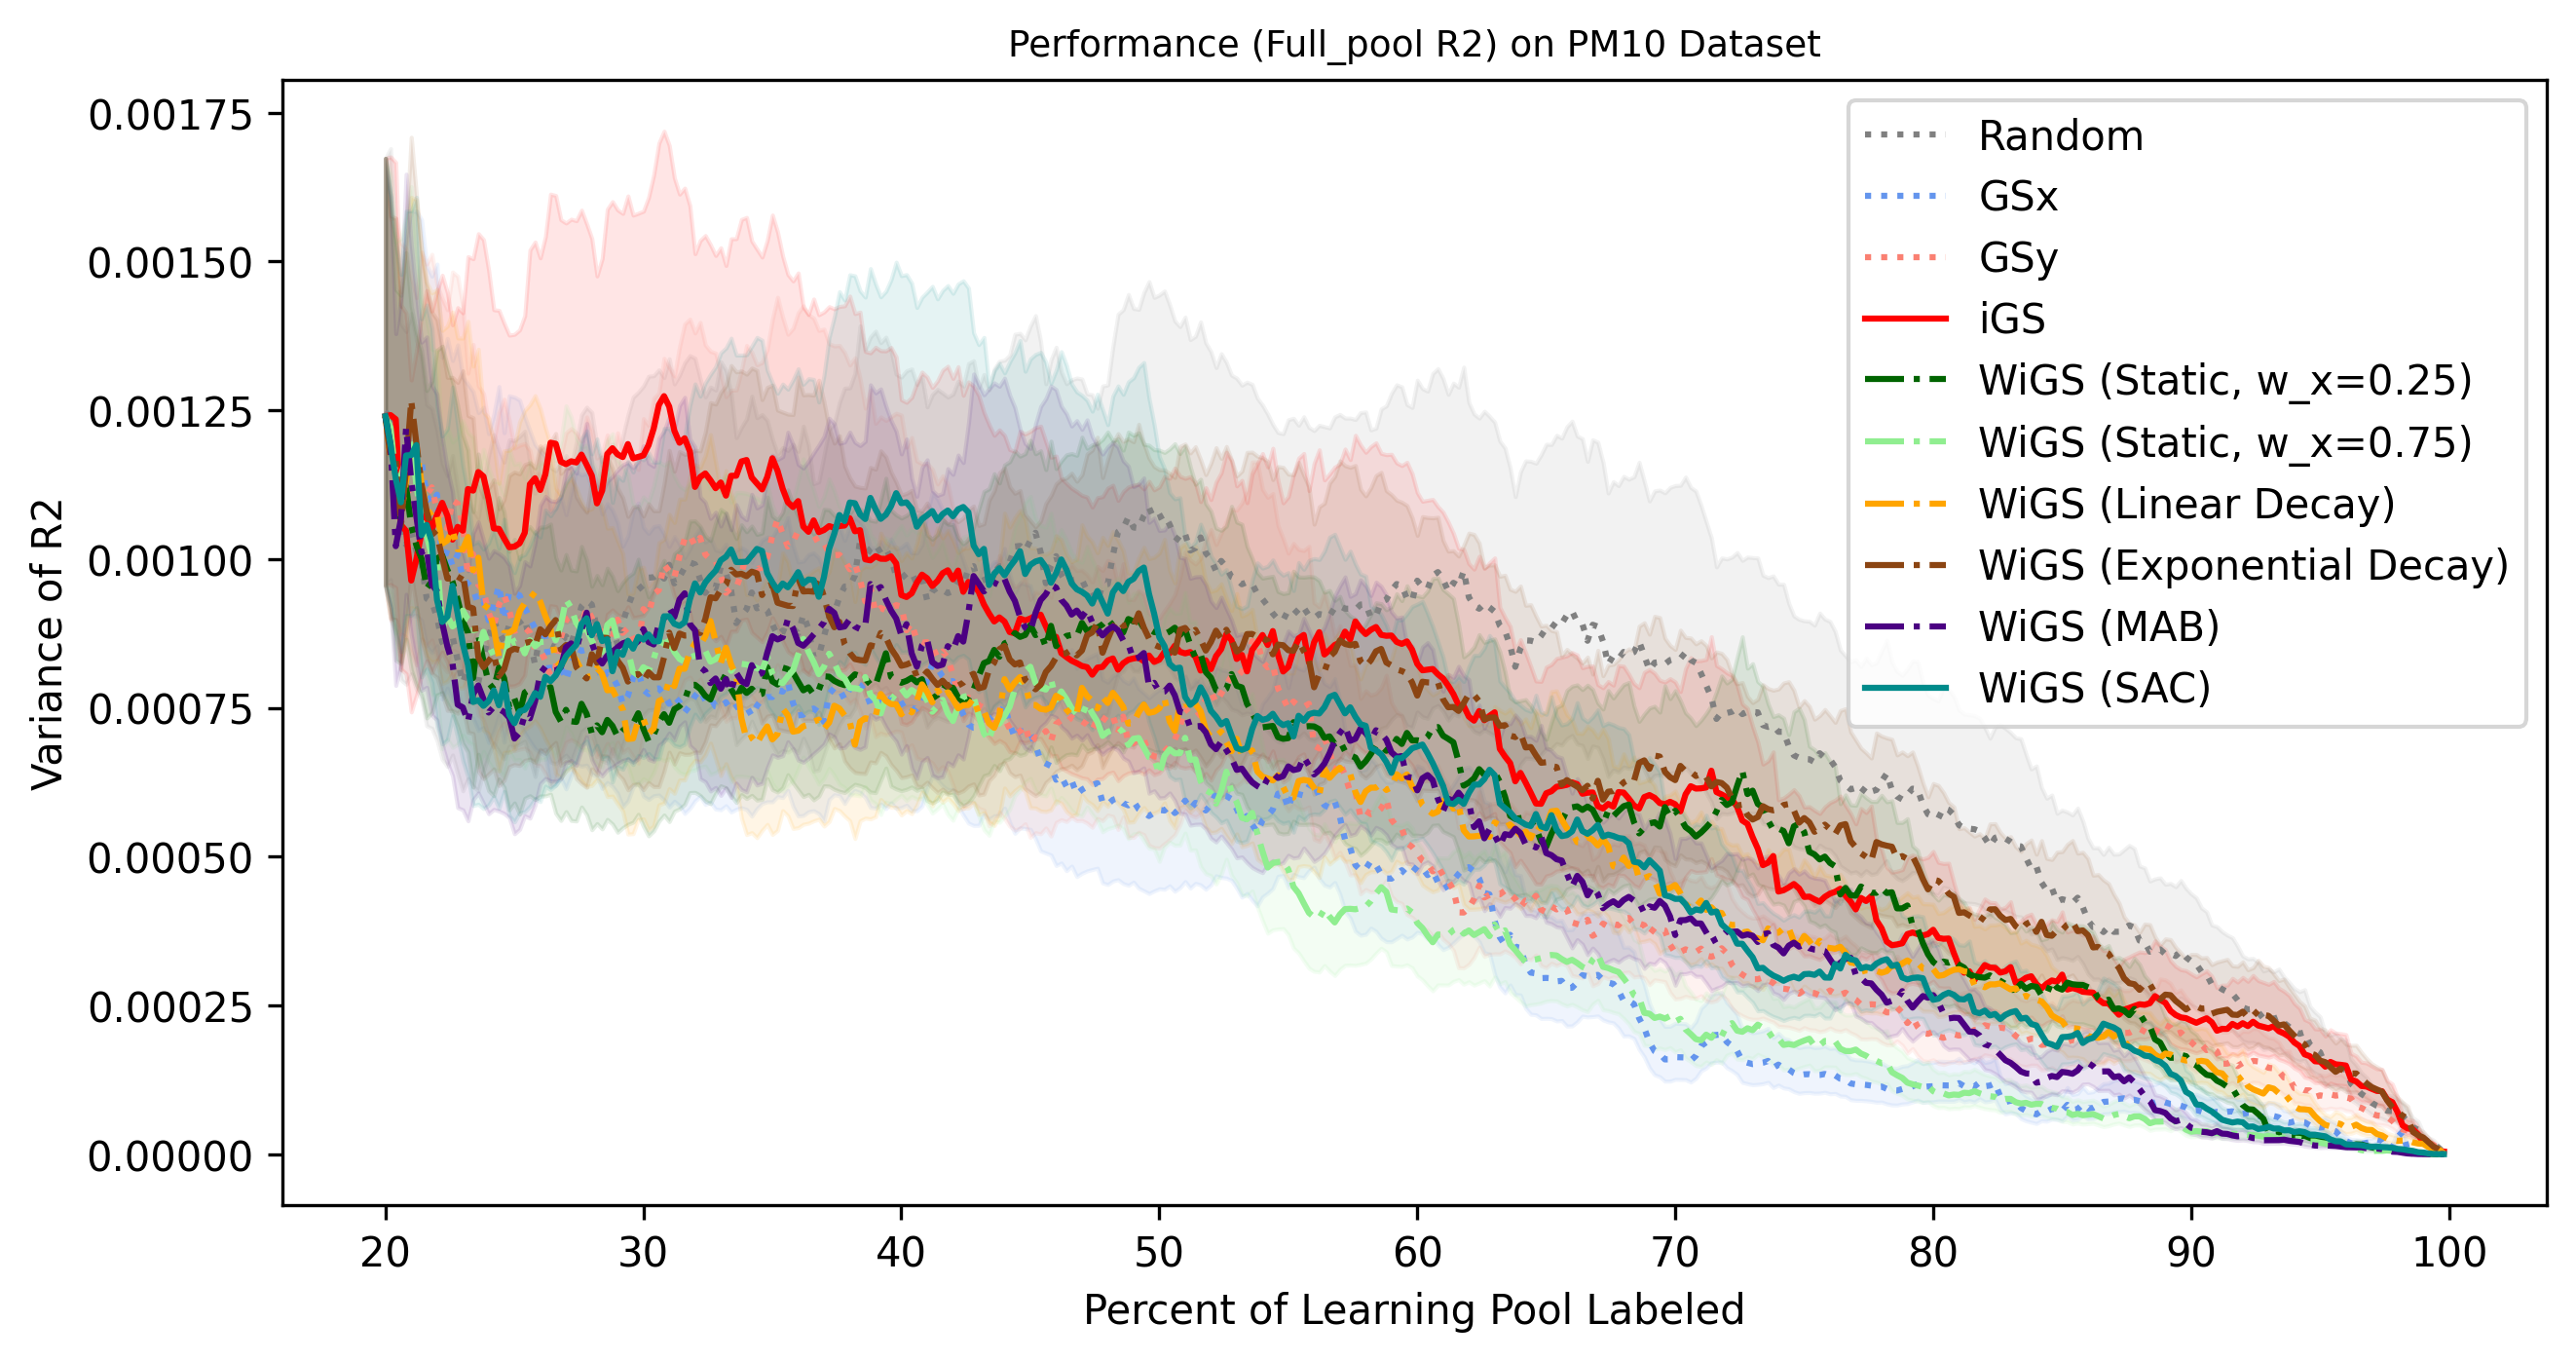 Performance (Full_pool R2) on PM10 Dataset
Variance of R2
0.00175
0.00150
0.00125
0.00100
0.00075
0.00050
0.00025
0.00000
Random
GSx
GSy
iGS
WiGS (Static, w_x=0.25)
WiGS (Static, w_x=0.75)
WiGS (Linear Decay)
WiGS (Exponential Decay)
WiGS (MAB)
WiGS (SAC)
20 30 40 50 60 70 80 90 100
Percent of Learning Pool Labeled